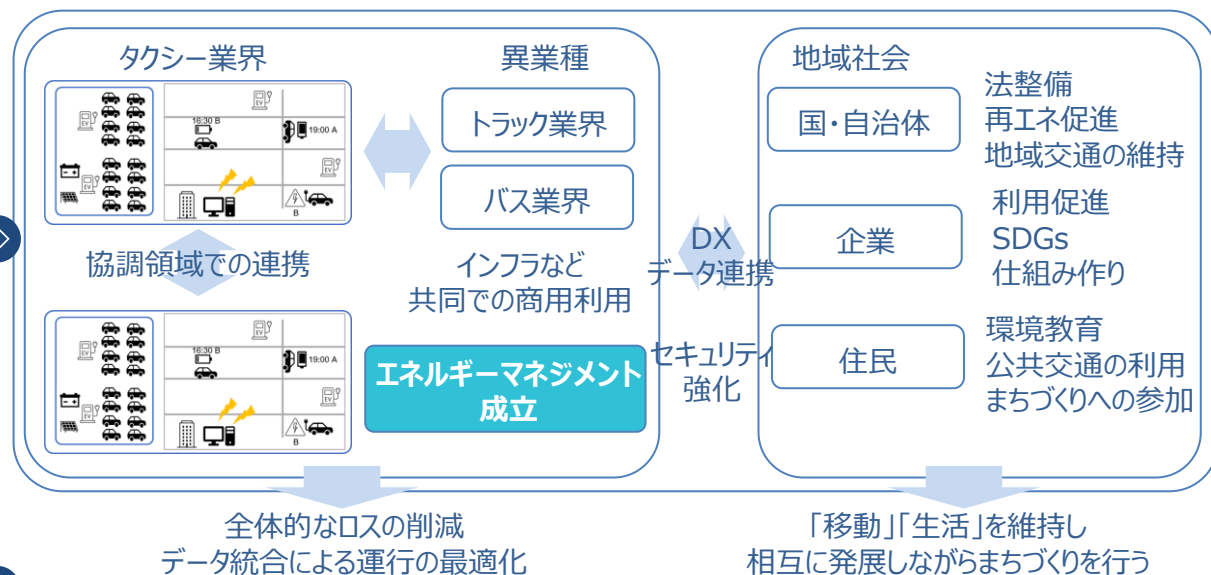 タクシー業界
EV
16:30 B
19:00 A
EV
EV
B
協調領域での連携
EV
16:30 B
19:00 A
EV
EV
B
異業種
トラック業界
バス業界
インフラなど
共同での商用利用
エネルギーマネジメント
成立
DX
データ連携
セキュリティ
強化
地域社会
国・自治体
法整備
再エネ促進
地域交通の維持
企業
利用促進
SDGs
仕組み作り
住民
環境教育
公共交通の利用
まちづくりへの参加
全体的なロスの削減
データ統合による運行の最適化
「移動」「生活」を維持し
相互に発展しながらまちづくりを行う